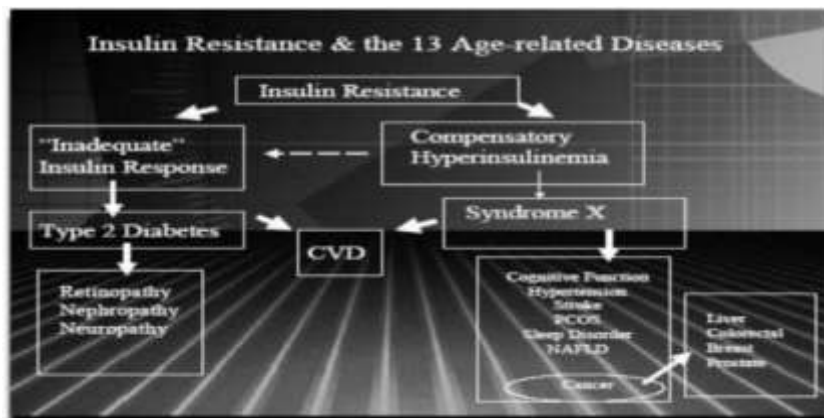 Insulin Resistance & the 13 Age-related Diseases
Insulin Resistance
"Inadequate"
Insulin Response
Compensatory
Hyperinsulinemia
Type 2 Diabetes
CVD
Syndrome X
Retinopathy
Nephropathy
Neuropathy
Cognitive Function
Hypertension
Stroke
PCOS
Sleep Disorder
NAFLD
Cancer
Liver
Colorectal
Breast
Prostate